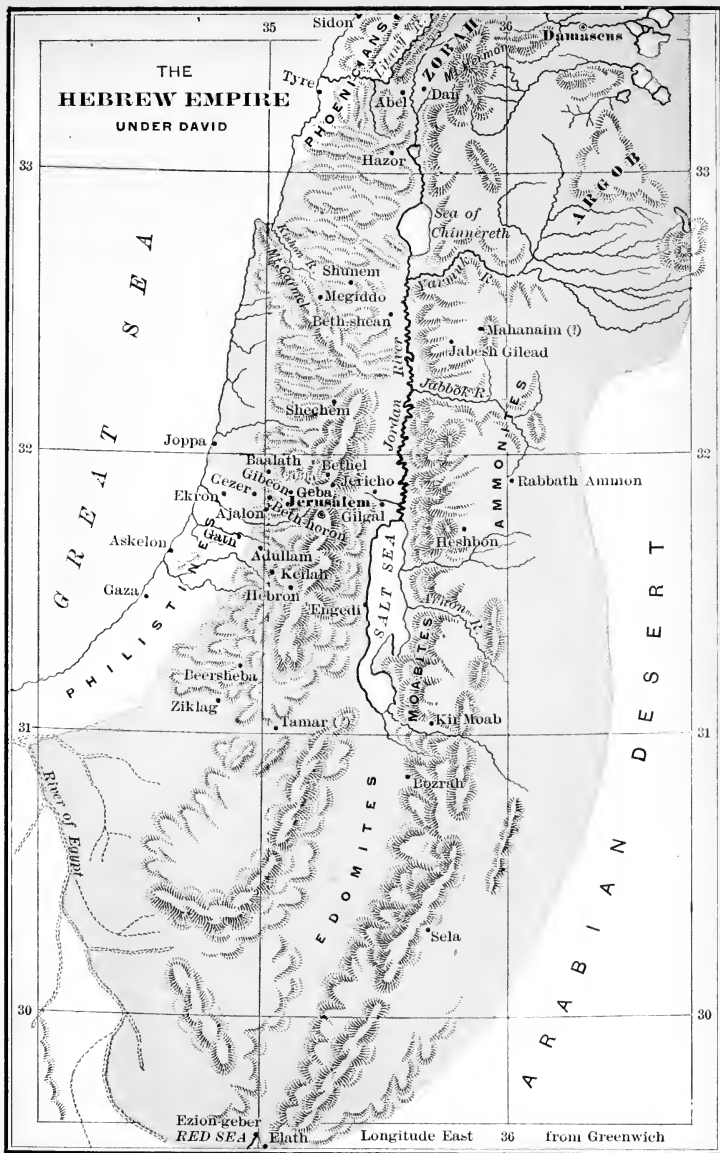 35
36
Sidon
Damascus
PHOENICIANS
Litany R.
ZOBAH
Mt. Hermon
THE
HEBREW EMPIRE
UNDER DAVID
Tyre
Abel
Dan
33
Hazor
33
ARGOB
Sea of
Chinnereth
Kishon R.
Mt. Carmel
Yarmuk R.
Shunem
Megiddo
Beth-shean
Mahanaim (?)
Jabesh Gilead
GREAT SEA
Jordan River
Jabbok R.
Shechem
AMMONITES
Joppa
32
32
Baalath
Bethel
Gezer
Gibeon
Geba
Jericho
Rabbath Ammon
Ekron
Jerusalem
Ajalon
Beth-horon
Gilgal
Gath
Heshbon
Askelon
Adullam
Keilah
Gaza
Hebron
Engedi
SALT SEA
Arnon R.
PHILISTINES
MOABITES
Beersheba
Ziklag
Tamar (?)
Kir Moab
31
31
ARABIAN DESERT
River of Egypt
Bozrah
EDOMITES
Sela
30
30
Ezion-geber
RED SEA
Elath
Longitude East 36 from Greenwich